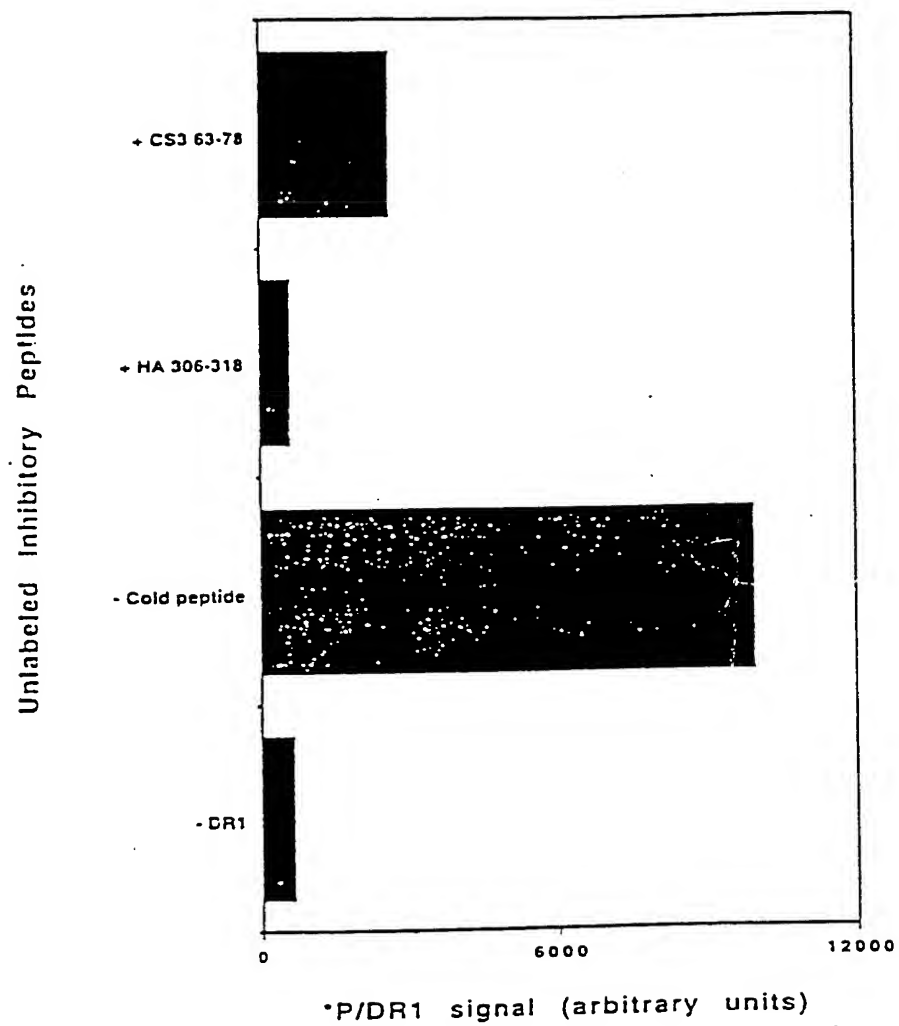 Unlabeled Inhibitory Peptides
+ CS3 63-78
+ HA 306-318
- Cold peptide
- DR1
0
6000
12000
*P/DR1 signal (arbitrary units)